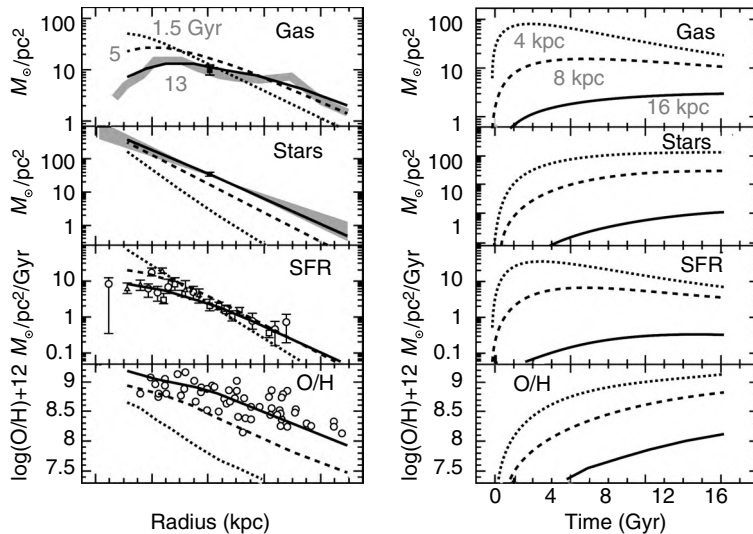 M⊙/pc²
100
10
1
1.5 Gyr
Gas
5
13
M⊙/pc²
100
10
1
Stars
M⊙/pc²/Gyr
10
1
0.1
SFR
log(O/H)+12
9
8.5
8
7.5
O/H
Radius (kpc)
M⊙/pc²
100
10
1
Gas
4 kpc
8 kpc
16 kpc
M⊙/pc²
100
10
1
Stars
M⊙/pc²/Gyr
10
1
0.1
SFR
log(O/H)+12
9
8.5
8
7.5
O/H
0 4 8 12 16
Time (Gyr)